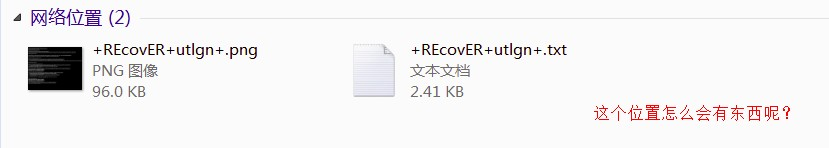 网络位置 (2)
+REcovER+utlgn+.png
PNG 图像
96.0 KB
+REcovER+utlgn+.txt
文本文档
2.41 KB
这个位置怎么会有东西呢？